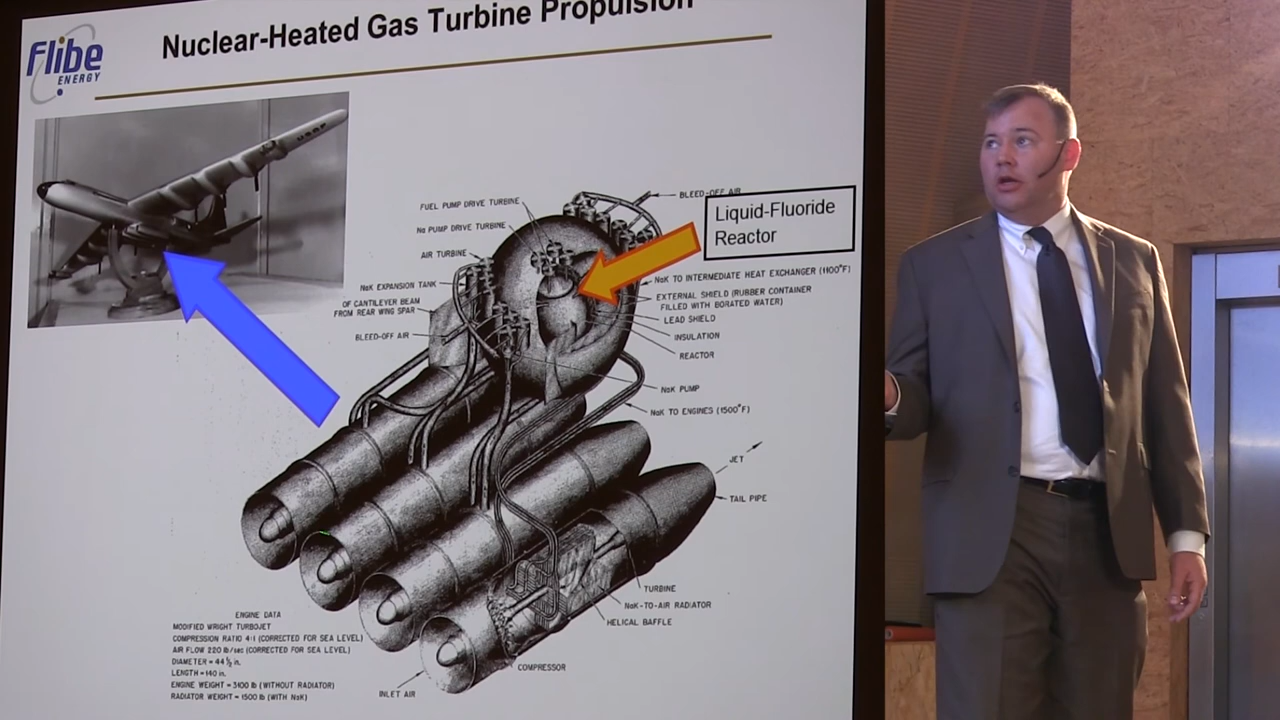 Flibe
ENERGY
Nuclear-Heated Gas Turbine Propulsion
USAF
BLEED-OFF AIR
FUEL PUMP DRIVE TURBINE
Liquid-Fluoride
Reactor
Na PUMP DRIVE TURBINE
AIR TURBINE
NaK TO INTERMEDIATE HEAT EXCHANGER (1100°F)
NaK EXPANSION TANK
EXTERNAL SHIELD (RUBBER CONTAINER
FILLED WITH BORATED WATER)
OF CANTILEVER BEAM
FROM REAR WING SPAR
LEAD SHIELD
BLEED-OFF AIR
INSULATION
REACTOR
NaK PUMP
NaK TO ENGINES (1500°F)
JET
TAIL PIPE
TURBINE
NaK-TO-AIR RADIATOR
HELICAL BAFFLE
COMPRESSOR
INLET AIR
ENGINE DATA
MODIFIED WRIGHT TURBOJET
COMPRESSION RATIO 4:1 (CORRECTED FOR SEA LEVEL)
AIR FLOW 220 lb/sec (CORRECTED FOR SEA LEVEL)
DIAMETER = 44 1/2 in.
LENGTH = 140 in.
ENGINE WEIGHT = 3100 lb (WITHOUT RADIATOR)
RADIATOR WEIGHT = 1500 lb (WITH NaK)